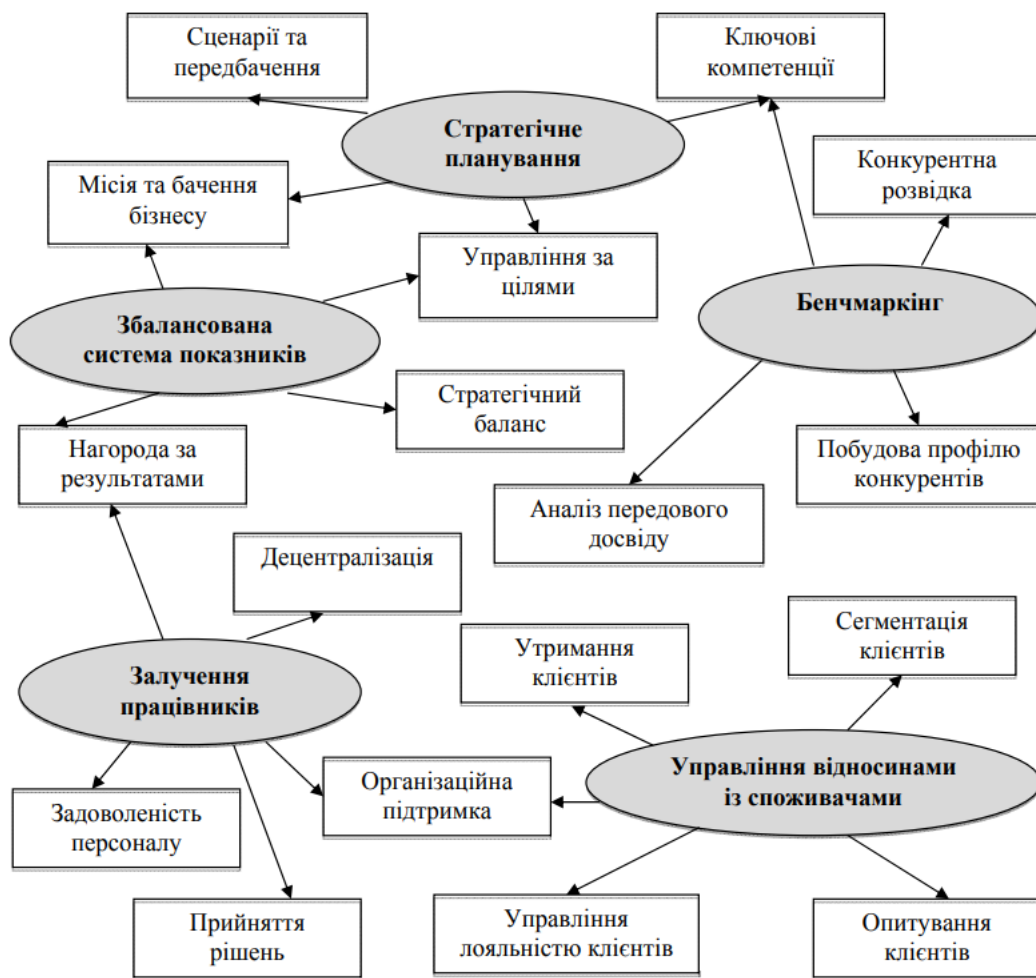 Сценарії та
передбачення
Ключові
компетенції
Стратегічне
планування
Місія та бачення
бізнесу
Конкурентна
розвідка
Управління за
цілями
Збалансована
система показників
Бенчмаркінг
Стратегічний
баланс
Нагорода за
результатами
Побудова профілю
конкурентів
Аналіз передового
досвіду
Децентралізація
Залучення
працівників
Утримання
клієнтів
Сегментація
клієнтів
Задоволеність
персоналу
Організаційна
підтримка
Управління відносинами
із споживачами
Прийняття
рішень
Управління
лояльністю клієнтів
Опитування
клієнтів